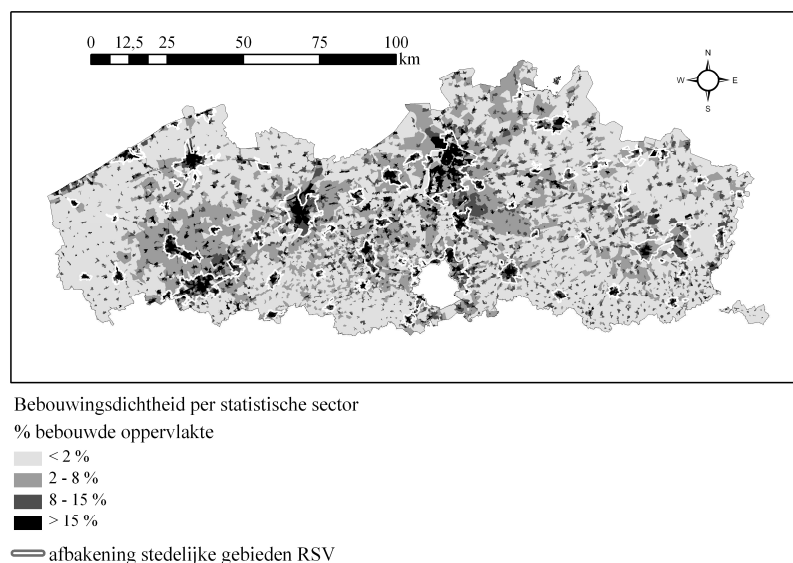 0 12,5 25 50 75 100
km
N
W E
S
Bebouwingsdichtheid per statistische sector
% bebouwde oppervlakte
< 2 %
2 - 8 %
8 - 15 %
> 15 %
afbakening stedelijke gebieden RSV